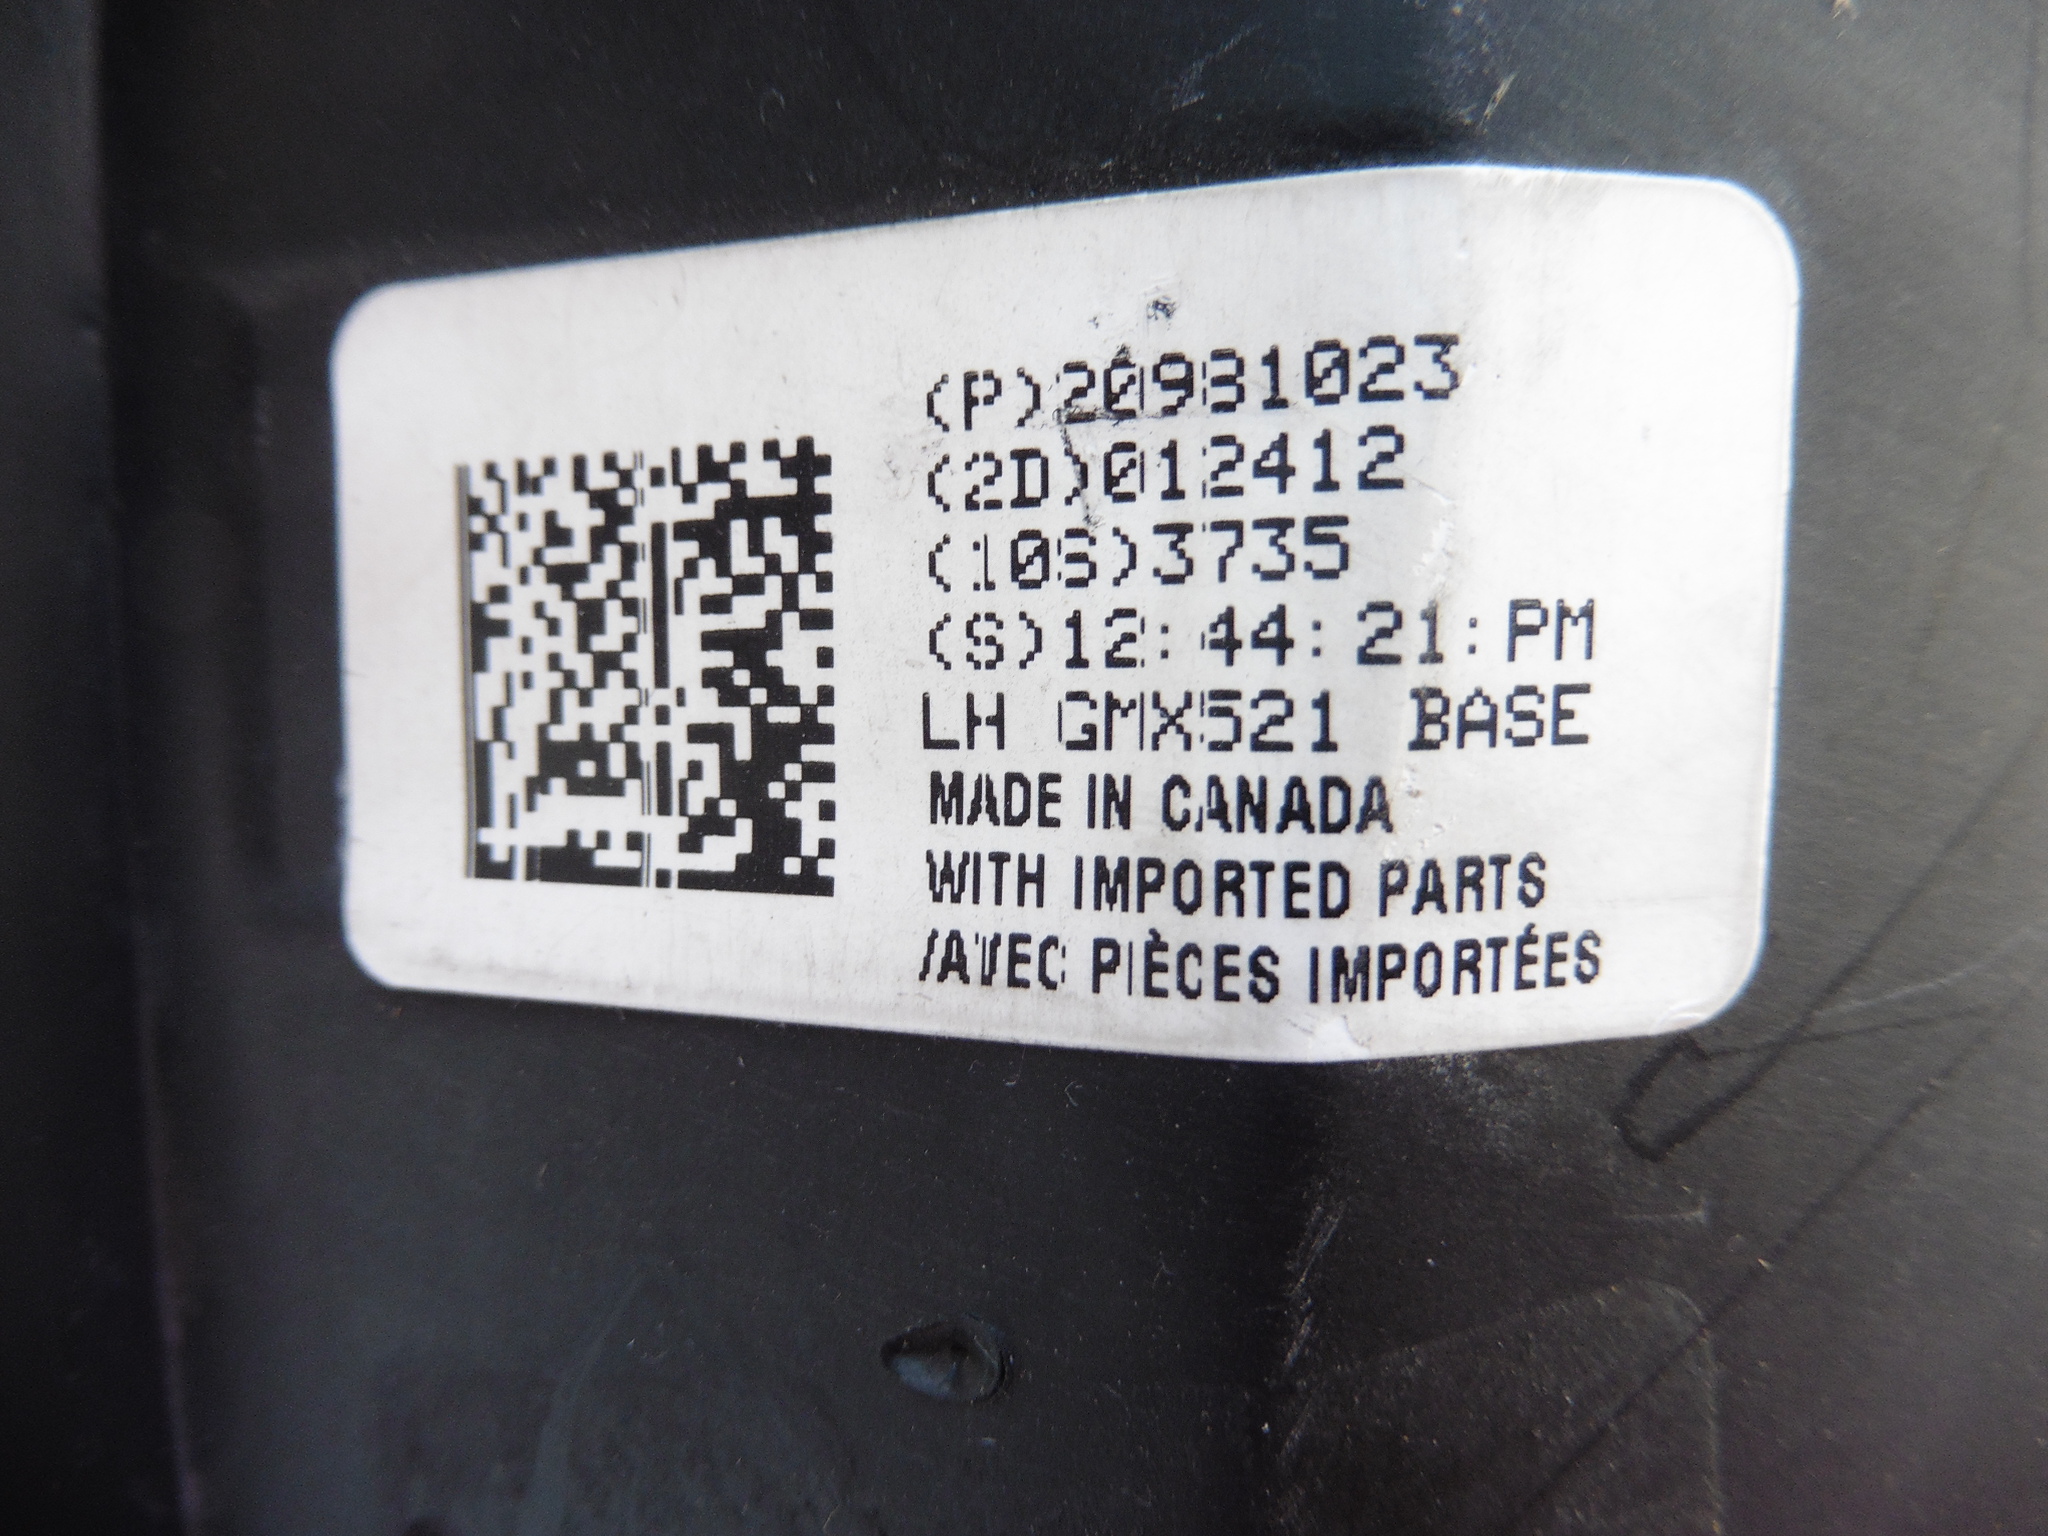 (P)20931023
(2D)012412
(10S)3735
(S)12:44:21:PM
LH GMX521 BASE
MADE IN CANADA
WITH IMPORTED PARTS
/AVEC PIÈCES IMPORTÉES